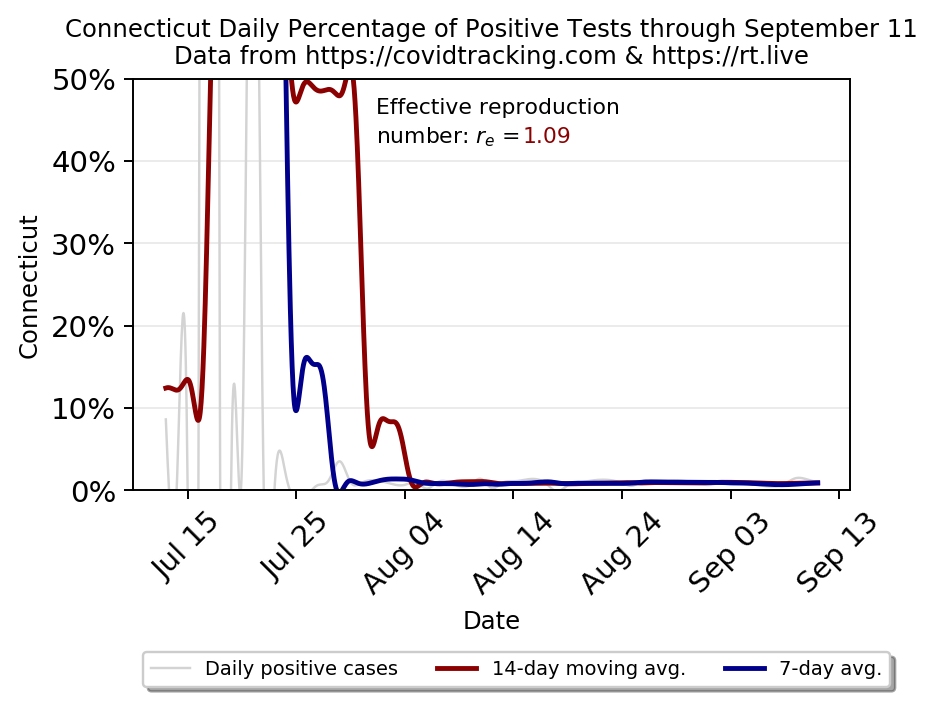 Connecticut Daily Percentage of Positive Tests through September 11
Data from https://covidtracking.com & https://rt.live
50%
40%
30%
20%
10%
0%
Connecticut
Effective reproduction
number: rₑ =1.09
Jul 15
Jul 25
Aug 04
Aug 14
Aug 24
Sep 03
Sep 13
Date
Daily positive cases
14-day moving avg.
7-day avg.